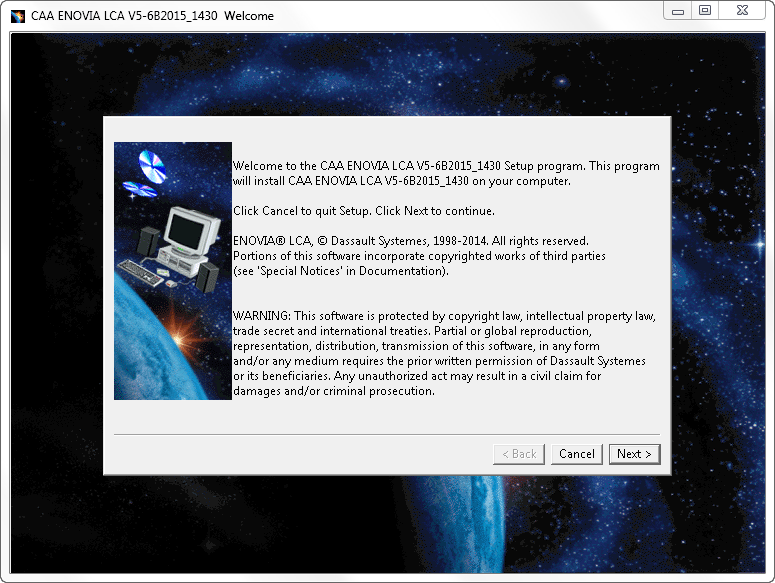 CAA ENOVIA LCA V5-6B2015_1430 Welcome
Welcome to the CAA ENOVIA LCA V5-6B2015_1430 Setup program. This program
will install CAA ENOVIA LCA V5-6B2015_1430 on your computer.
Click Cancel to quit Setup. Click Next to continue.
ENOVIA® LCA, © Dassault Systemes, 1998-2014. All rights reserved.
Portions of this software incorporate copyrighted works of third parties
(see 'Special Notices' in Documentation).
WARNING: This software is protected by copyright law, intellectual property law,
trade secret and international treaties. Partial or global reproduction,
representation, distribution, transmission of this software, in any form
and/or any medium requires the prior written permission of Dassault Systemes
or its beneficiaries. Any unauthorized act may result in a civil claim for
damages and/or criminal prosecution.
< Back Cancel Next >